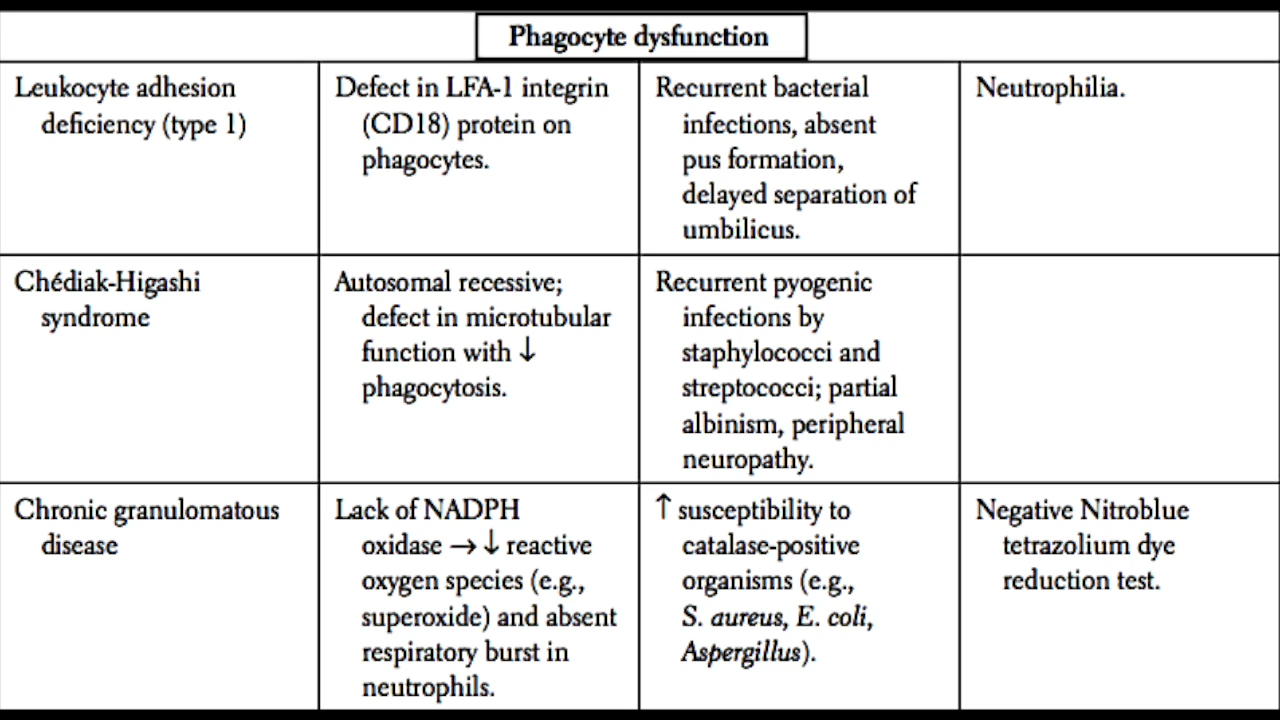 Phagocyte dysfunction
Leukocyte adhesion
deficiency (type 1)
Defect in LFA-1 integrin
(CD18) protein on
phagocytes.
Recurrent bacterial
infections, absent
pus formation,
delayed separation of
umbilicus.
Neutrophilia.
Chédiak-Higashi
syndrome
Autosomal recessive;
defect in microtubular
function with ↓
phagocytosis.
Recurrent pyogenic
infections by
staphylococci and
streptococci; partial
albinism, peripheral
neuropathy.
Chronic granulomatous
disease
Lack of NADPH
oxidase → ↓ reactive
oxygen species (e.g.,
superoxide) and absent
respiratory burst in
neutrophils.
↑ susceptibility to
catalase-positive
organisms (e.g.,
S. aureus, E. coli,
Aspergillus).
Negative Nitroblue
tetrazolium dye
reduction test.